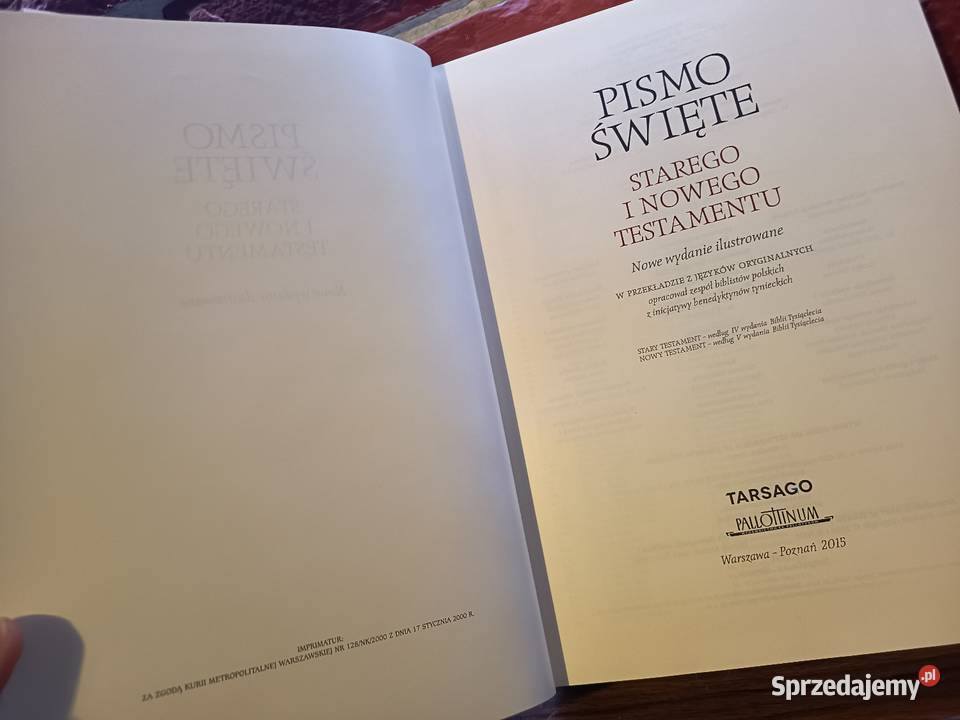 IMPRIMATUR:
ZA ZGODĄ KURII METROPOLITALNEJ WARSZAWSKIEJ NR 128/NK/2000 Z DNIA 17 STYCZNIA 2000 R.
PISMO
ŚWIĘTE
STAREGO
I NOWEGO
TESTAMENTU
Nowe wydanie ilustrowane
W PRZEKŁADZIE Z JĘZYKÓW ORYGINALNYCH
opracował zespół biblistów polskich
z inicjatywy benedyktynów tynieckich
STARY TESTAMENT – według IV wydania Biblii Tysiąclecia
NOWY TESTAMENT – według V wydania Biblii Tysiąclecia
TARSAGO
PALLOTTINUM
Warszawa – Poznań 2015
Sprzedajemy.pl